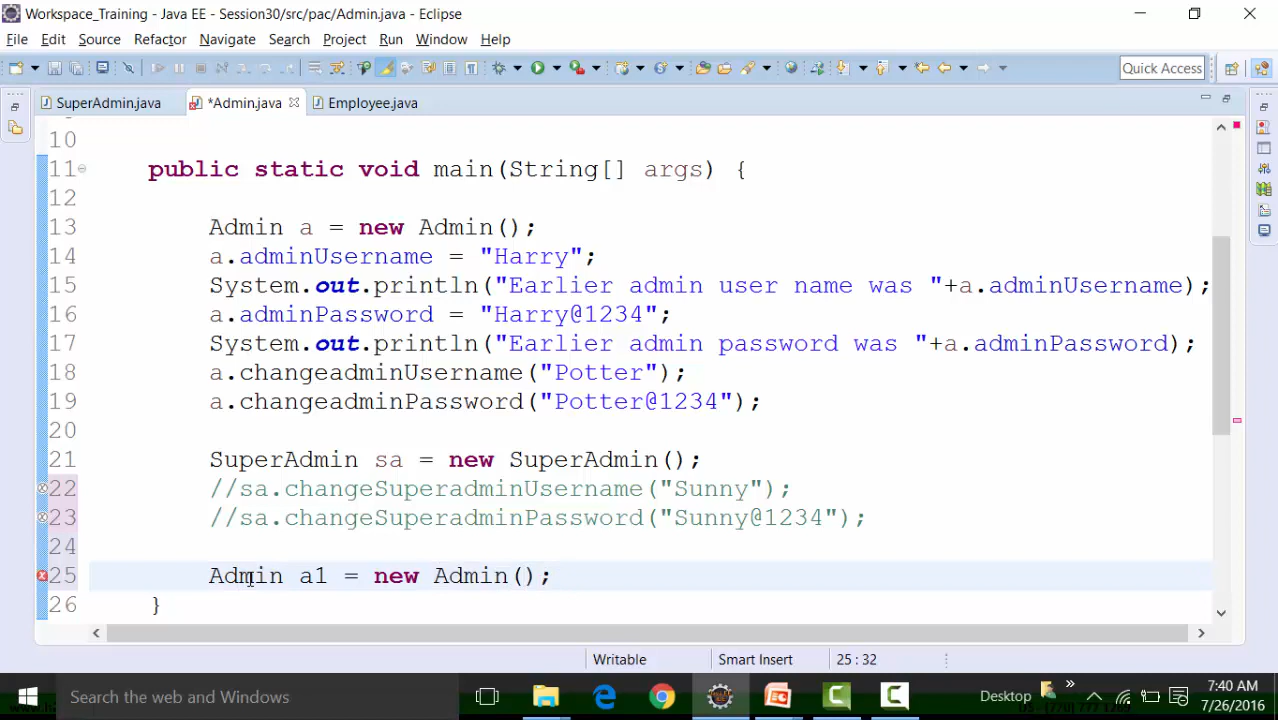 Workspace_Training - Java EE - Session30/src/pac/Admin.java - Eclipse
File Edit Source Refactor Navigate Search Project Run Window Help
Quick Access
SuperAdmin.java *Admin.java Employee.java
10
11 public static void main(String[] args) {
12
13 Admin a = new Admin();
14 a.adminUsername = "Harry";
15 System.out.println("Earlier admin user name was "+a.adminUsername);
16 a.adminPassword = "Harry@1234";
17 System.out.println("Earlier admin password was "+a.adminPassword);
18 a.changeadminUsername("Potter");
19 a.changeadminPassword("Potter@1234");
20
21 SuperAdmin sa = new SuperAdmin();
22 //sa.changeSuperadminUsername("Sunny");
23 //sa.changeSuperadminPassword("Sunny@1234");
24
25 Admin a1 = new Admin();
26 }
Writable Smart Insert 25 : 32
Search the web and Windows
Desktop
7:40 AM
7/26/2016